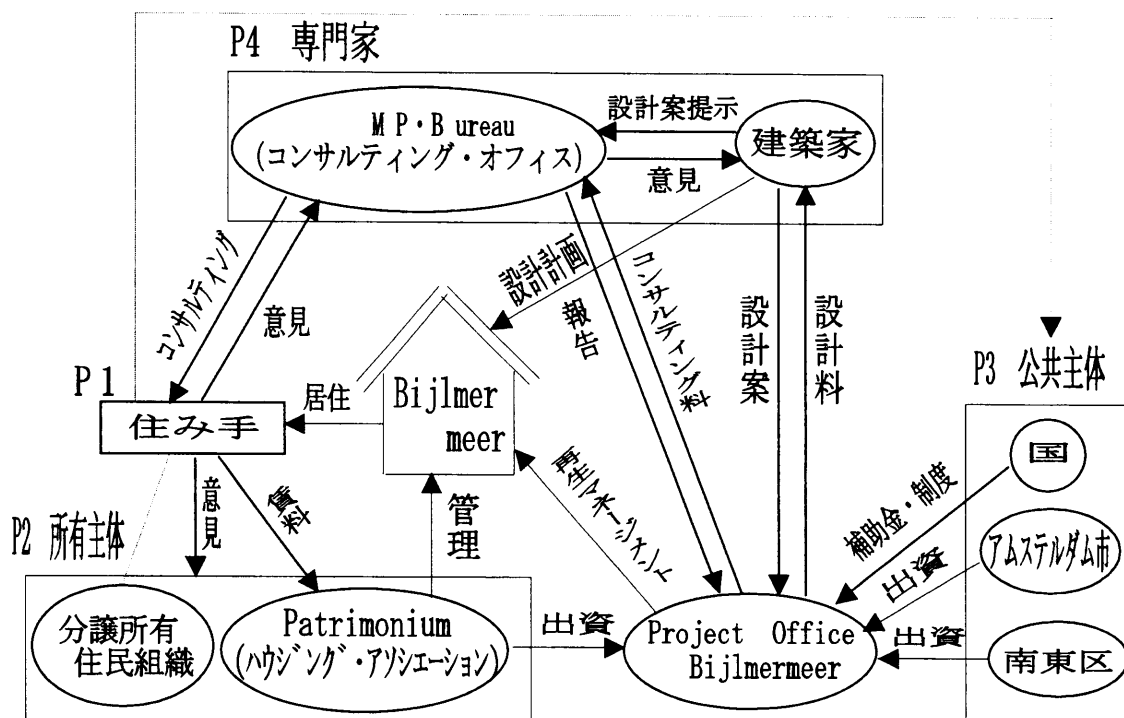 P4 専門家
MP・Bureau
(コンサルティング・オフィス)
設計案提示
意見
建築家
コンサルティング
意見
設計計画
報告
コンサルティング料
設計案
設計料
P1
住み手
居住
Bijlmer
meer
P3 公共主体
国
アムステルダム市
南東区
意見
賃料
管理
再生マネージメント
補助金・制度
出資
出資
P2 所有主体
分譲所有
住民組織
Patrimonium
(ハウジング・アソシエーション)
出資
Project Office
Bijlmermeer